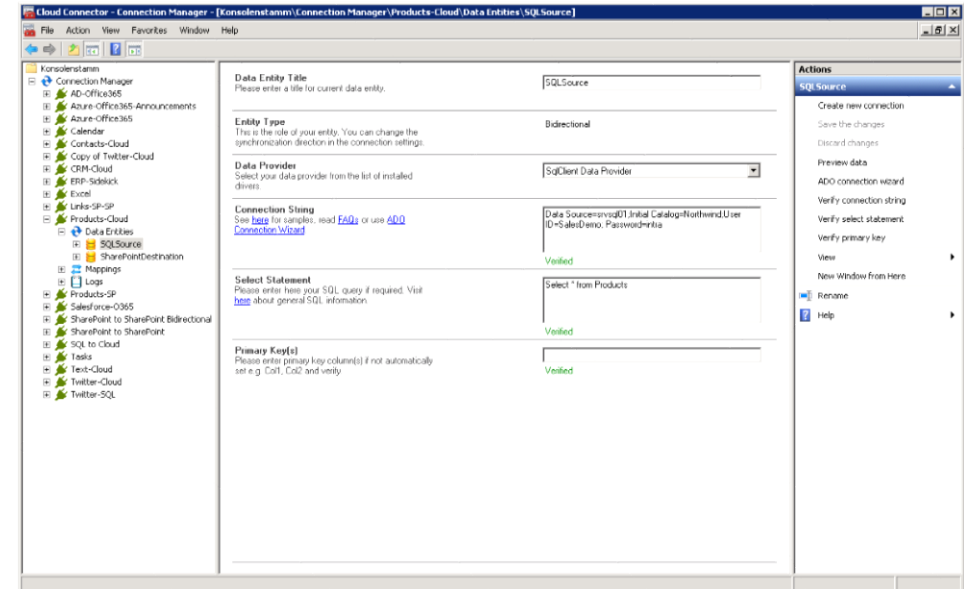 Cloud Connector - Connection Manager - [Konsolenstamm\Connection Manager\Products-Cloud\Data Entities\SQLSource]
File Action View Favorites Window Help
Konsolenstamm
Connection Manager
AD-Office365
Azure-Office365-Announcements
Azure-Office365
Calendar
Contacts-Cloud
Copy of Twitter-Cloud
CRM-Cloud
ERP-Sidekick
Excel
Links-SP-SP
Products-Cloud
Data Entities
SQLSource
SharePointDestination
Mappings
Logs
Products-SP
Salesforce-O365
SharePoint to SharePoint Bidirectional
SharePoint to SharePoint
SQL to Cloud
Tasks
Text-Cloud
Twitter-Cloud
Twitter-SQL
Data Entity Title
Please enter a title for current data entity.
SQLSource
Entity Type
This is the role of your entity. You can change the
synchronization direction in the connection settings.
Bidirectional
Data Provider
Select your data provider from the list of installed
drivers.
SqlClient Data Provider
Connection String
See here for samples, read FAQs or use ADO
Connection Wizard
Data Source=srvsql01;Initial Catalog=Northwind;User
ID=SalesDemo; Password=
Verified
Select Statement
Please enter here your SQL query if required. Visit
here about general SQL information
Select * from Products
Verified
Primary Key(s)
Please enter primary key column(s) if not automatically
set e.g. Col1, Col2 and verify
Verified
Actions
SQLSource
Create new connection
Save the changes
Discard changes
Preview data
ADO connection wizard
Verify connection string
Verify select statement
Verify primary key
View
New Window from Here
Rename
Help